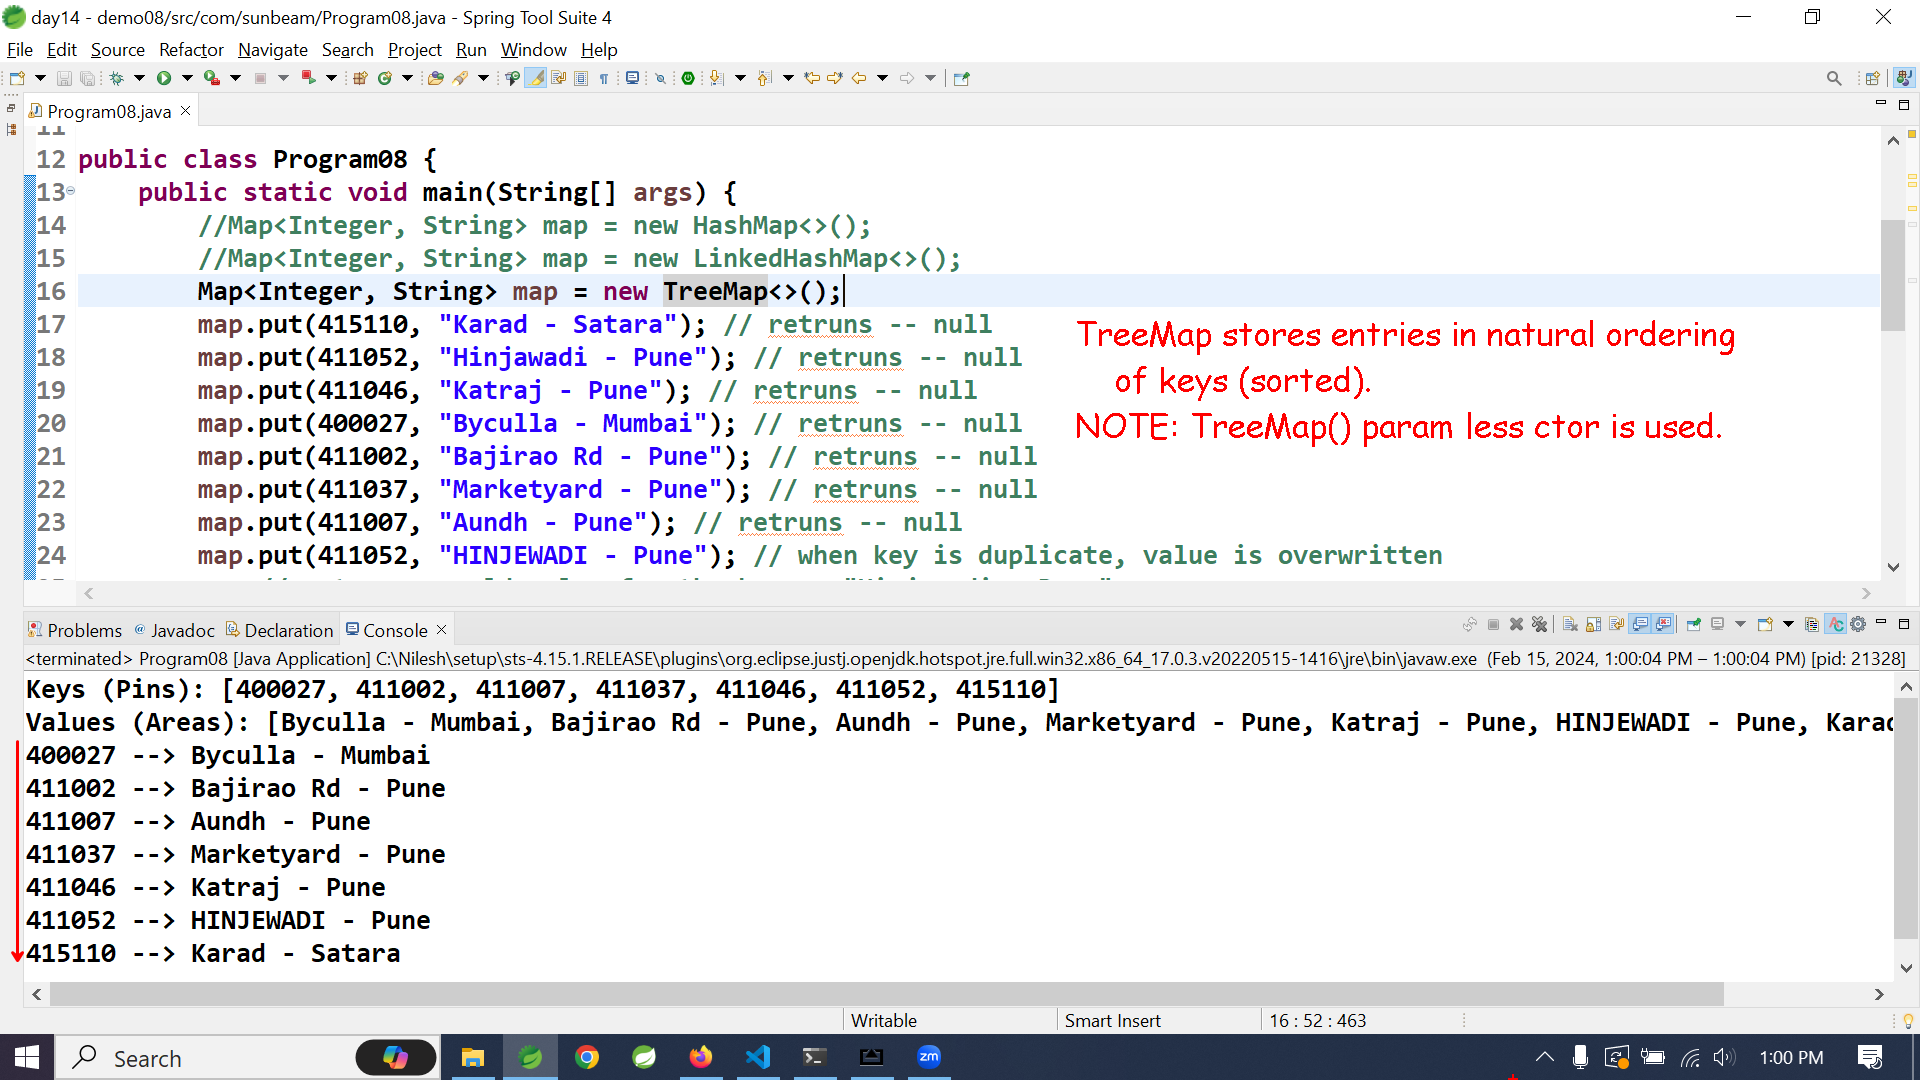 day14 - demo08/src/com/sunbeam/Program08.java - Spring Tool Suite 4
File Edit Source Refactor Navigate Search Project Run Window Help
Program08.java
11
12 public class Program08 {
13 public static void main(String[] args) {
14 //Map<Integer, String> map = new HashMap<>();
15 //Map<Integer, String> map = new LinkedHashMap<>();
16 Map<Integer, String> map = new TreeMap<>();
17 map.put(415110, "Karad - Satara"); // retruns -- null
18 map.put(411052, "Hinjawadi - Pune"); // retruns -- null
19 map.put(411046, "Katraj - Pune"); // retruns -- null
20 map.put(400027, "Byculla - Mumbai"); // retruns -- null
21 map.put(411002, "Bajirao Rd - Pune"); // retruns -- null
22 map.put(411037, "Marketyard - Pune"); // retruns -- null
23 map.put(411007, "Aundh - Pune"); // retruns -- null
24 map.put(411052, "HINJEWADI - Pune"); // when key is duplicate, value is overwritten
TreeMap stores entries in natural ordering
of keys (sorted).
NOTE: TreeMap() param less ctor is used.
Problems @ Javadoc Declaration Console
<terminated> Program08 [Java Application] C:\Nilesh\setup\sts-4.15.1.RELEASE\plugins\org.eclipse.justj.openjdk.hotspot.jre.full.win32.x86_64_17.0.3.v20220515-1416\jre\bin\javaw.exe (Feb 15, 2024, 1:00:04 PM – 1:00:04 PM) [pid: 21328]
Keys (Pins): [400027, 411002, 411007, 411037, 411046, 411052, 415110]
Values (Areas): [Byculla - Mumbai, Bajirao Rd - Pune, Aundh - Pune, Marketyard - Pune, Katraj - Pune, HINJEWADI - Pune, Karad
400027 --> Byculla - Mumbai
411002 --> Bajirao Rd - Pune
411007 --> Aundh - Pune
411037 --> Marketyard - Pune
411046 --> Katraj - Pune
411052 --> HINJEWADI - Pune
415110 --> Karad - Satara
Writable Smart Insert 16 : 52 : 463
Search zm 1:00 PM